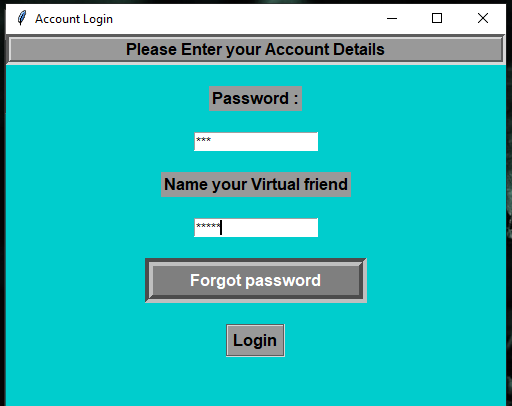 Account Login
Please Enter your Account Details
Password :
***
Name your Virtual friend
*****
Forgot password
Login